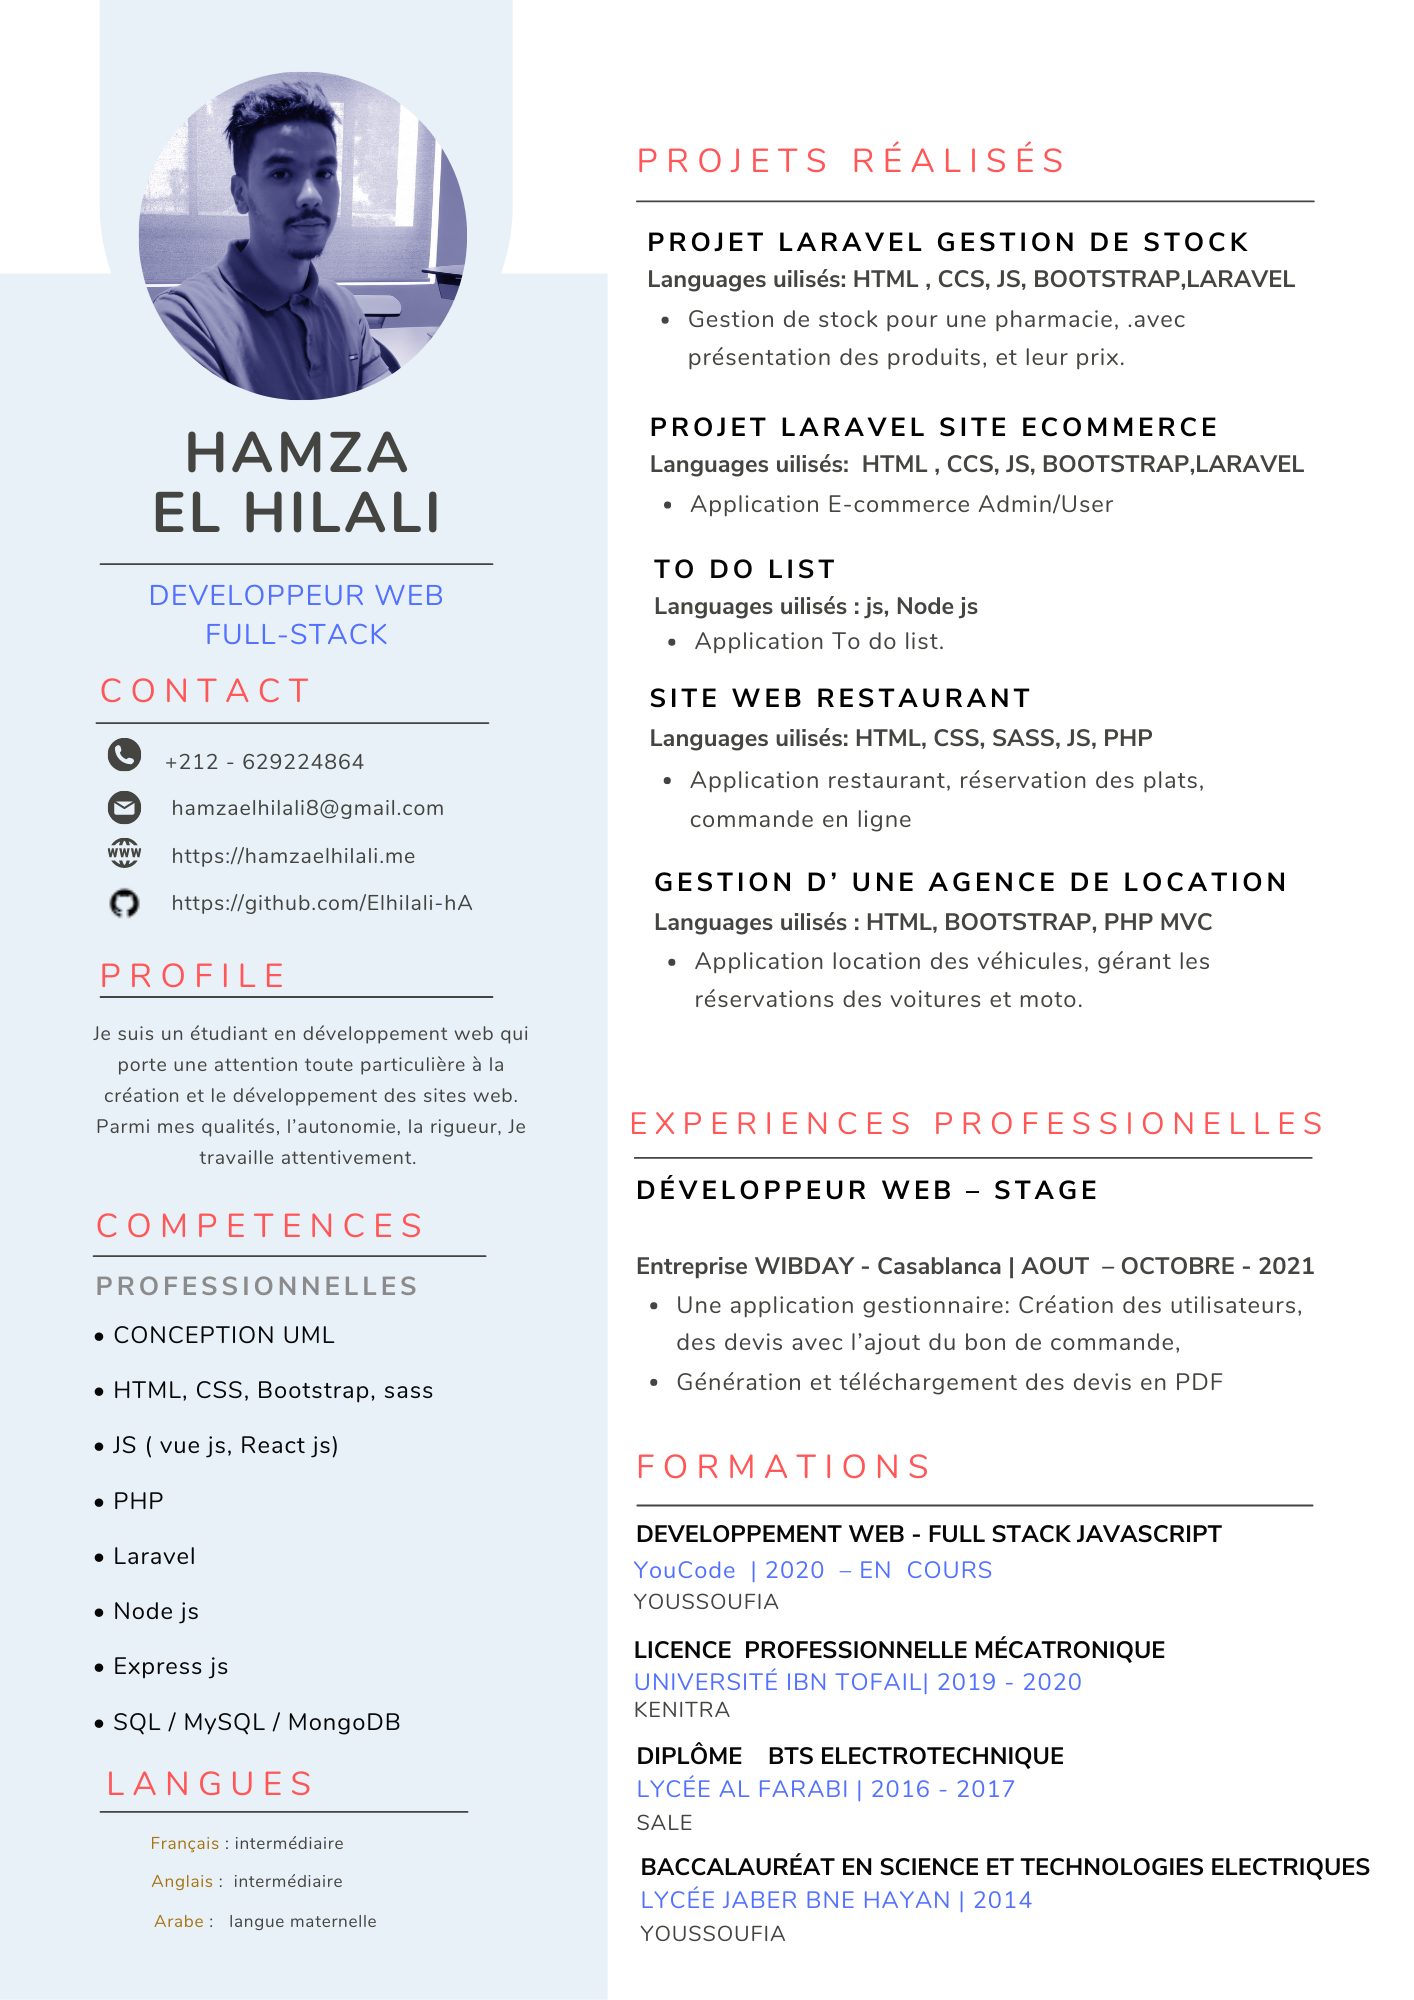 HAMZA
EL HILALI
DEVELOPPEUR WEB
FULL-STACK
CONTACT
+212 - 629224864
hamzaelhilali8@gmail.com
www
https://hamzaelhilali.me
https://github.com/Elhilali-hA
PROFILE
Je suis un étudiant en développement web qui
porte une attention toute particulière à la
création et le développement des sites web.
Parmi mes qualités, l’autonomie, la rigueur, Je
travaille attentivement.
COMPETENCES
PROFESSIONNELLES
• CONCEPTION UML
• HTML, CSS, Bootstrap, sass
• JS ( vue js, React js)
• PHP
• Laravel
• Node js
• Express js
• SQL / MySQL / MongoDB
LANGUES
Français : intermédiaire
Anglais : intermédiaire
Arabe : langue maternelle
PROJETS RÉALISÉS
PROJET LARAVEL GESTION DE STOCK
Languages uilisés: HTML , CCS, JS, BOOTSTRAP,LARAVEL
• Gestion de stock pour une pharmacie, .avec
présentation des produits, et leur prix.
PROJET LARAVEL SITE ECOMMERCE
Languages uilisés: HTML , CCS, JS, BOOTSTRAP,LARAVEL
• Application E-commerce Admin/User
TO DO LIST
Languages uilisés : js, Node js
• Application To do list.
SITE WEB RESTAURANT
Languages uilisés: HTML, CSS, SASS, JS, PHP
• Application restaurant, réservation des plats,
commande en ligne
GESTION D’ UNE AGENCE DE LOCATION
Languages uilisés : HTML, BOOTSTRAP, PHP MVC
• Application location des véhicules, gérant les
réservations des voitures et moto.
EXPERIENCES PROFESSIONELLES
DÉVELOPPEUR WEB – STAGE
Entreprise WIBDAY - Casablanca | AOUT – OCTOBRE - 2021
• Une application gestionnaire: Création des utilisateurs,
des devis avec l’ajout du bon de commande,
• Génération et téléchargement des devis en PDF
FORMATIONS
DEVELOPPEMENT WEB - FULL STACK JAVASCRIPT
YouCode | 2020 – EN COURS
YOUSSOUFIA
LICENCE PROFESSIONNELLE MÉCATRONIQUE
UNIVERSITÉ IBN TOFAIL| 2019 - 2020
KENITRA
DIPLÔME BTS ELECTROTECHNIQUE
LYCÉE AL FARABI | 2016 - 2017
SALE
BACCALAURÉAT EN SCIENCE ET TECHNOLOGIES ELECTRIQUES
LYCÉE JABER BNE HAYAN | 2014
YOUSSOUFIA